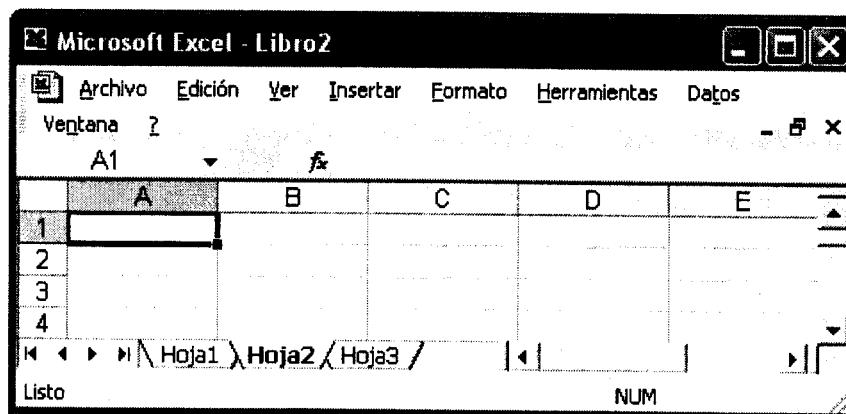 Microsoft Excel - Libro2
Archivo Edición Ver Insertar Formato Herramientas Datos
Ventana ?
A1 fx
A B C D E
1
2
3
4
Hoja1 Hoja2 Hoja3
Listo NUM